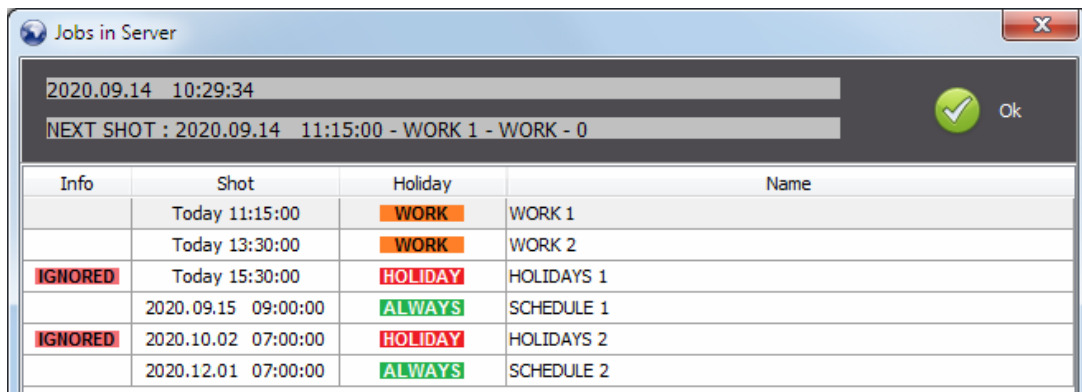 Jobs in Server
2020.09.14 10:29:34
NEXT SHOT : 2020.09.14 11:15:00 - WORK 1 - WORK - 0
Ok
Info Shot Holiday Name
Today 11:15:00 WORK WORK 1
Today 13:30:00 WORK WORK 2
IGNORED Today 15:30:00 HOLIDAY HOLIDAYS 1
2020.09.15 09:00:00 ALWAYS SCHEDULE 1
IGNORED 2020.10.02 07:00:00 HOLIDAY HOLIDAYS 2
2020.12.01 07:00:00 ALWAYS SCHEDULE 2